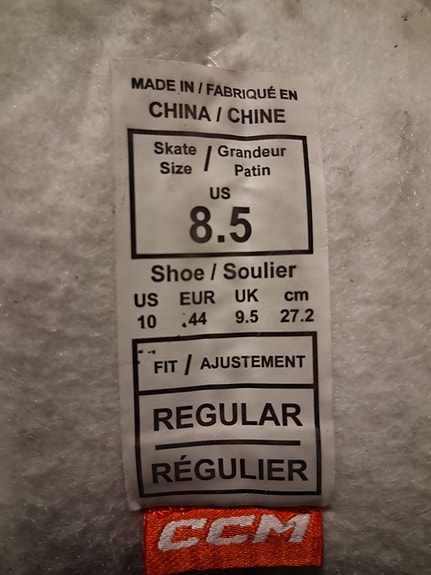 MADE IN / FABRIQUÉ EN
CHINA / CHINE
Skate Size / Grandeur Patin
US
8.5
Shoe / Soulier
US EUR UK cm
10 44 9.5 27.2
FIT / AJUSTEMENT
REGULAR
RÉGULIER
CCM